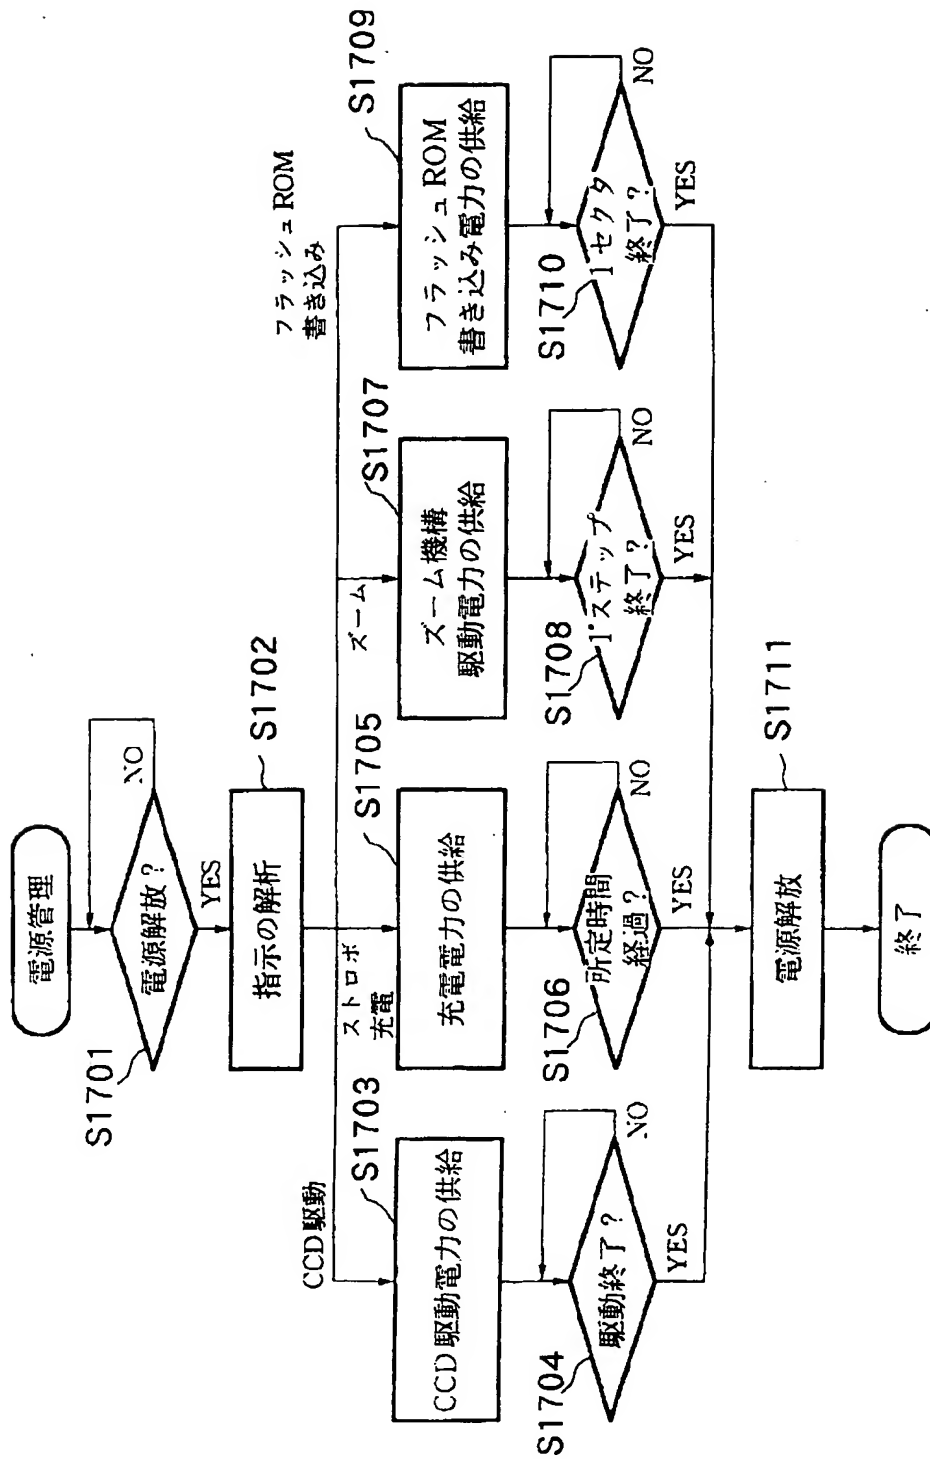 電源管理
S1701
電源解放?
NO
YES
S1702
指示の解析
CCD駆動
ストロボ
充電
ズーム
フラッシュROM
書き込み
S1703
CCD駆動電力の供給
S1705
充電電力の供給
S1707
ズーム機構
駆動電力の供給
S1709
フラッシュROM
書き込み電力の供給
S1704
駆動終了?
NO
YES
S1706
所定時間
経過?
NO
YES
S1708
1ステップ
終了?
NO
YES
S1710
1セクタ
終了?
NO
YES
S1711
電源解放
終了